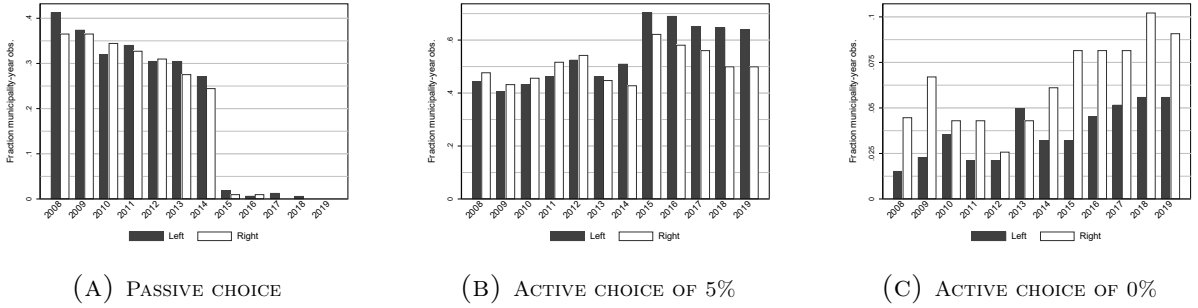 Fraction municipality-year obs.
0 .1 .2 .3 .4
2008 2009 2010 2011 2012 2013 2014 2015 2016 2017 2018 2019
Left Right
(A) PASSIVE CHOICE
Fraction municipality-year obs.
0 .2 .4 .6
2008 2009 2010 2011 2012 2013 2014 2015 2016 2017 2018 2019
Left Right
(B) ACTIVE CHOICE OF 5%
Fraction municipality-year obs.
0 .025 .05 .075 .1
2008 2009 2010 2011 2012 2013 2014 2015 2016 2017 2018 2019
Left Right
(C) ACTIVE CHOICE OF 0%